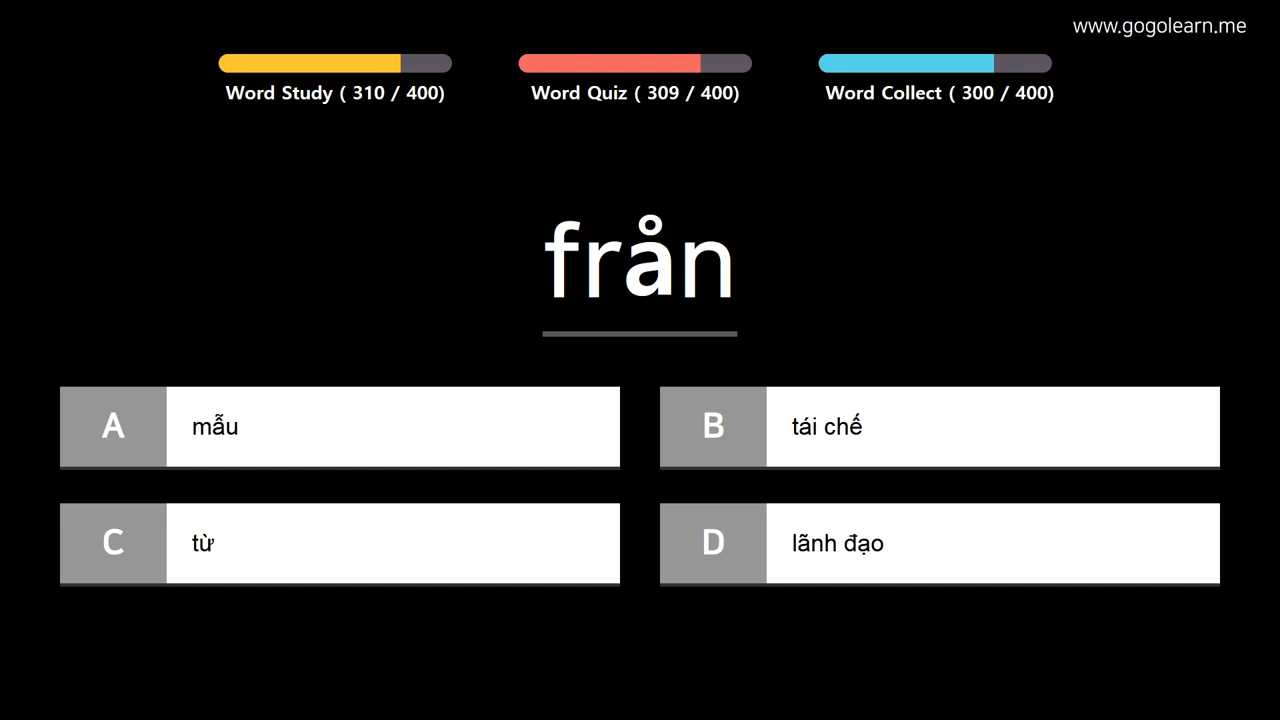 www.gogolearn.me
Word Study ( 310 / 400)
Word Quiz ( 309 / 400)
Word Collect ( 300 / 400)
från
A mẫu
B tái chế
C từ
D lãnh đạo